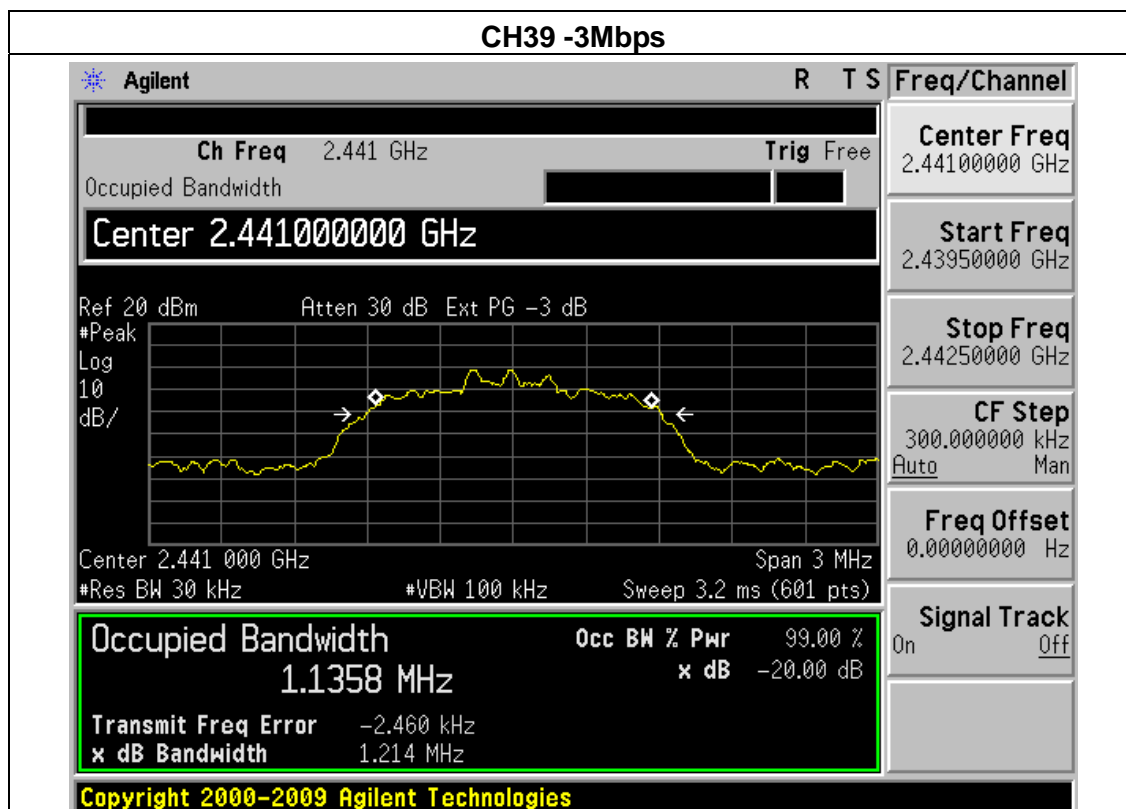 CH39 -3Mbps
Agilent R T S Freq/Channel
Ch Freq 2.441 GHz Trig Free
Occupied Bandwidth
Center 2.441000000 GHz
Ref 20 dBm Atten 30 dB Ext PG -3 dB
#Peak
Log
10
dB/
Center 2.441 000 GHz Span 3 MHz
#Res BW 30 kHz #VBW 100 kHz Sweep 3.2 ms (601 pts)
Occupied Bandwidth Occ BW % Pwr 99.00 %
1.1358 MHz x dB -20.00 dB
Transmit Freq Error -2.460 kHz
x dB Bandwidth 1.214 MHz
Copyright 2000-2009 Agilent Technologies
Center Freq
2.44100000 GHz
Start Freq
2.43950000 GHz
Stop Freq
2.44250000 GHz
CF Step
300.000000 kHz
Auto Man
Freq Offset
0.00000000 Hz
Signal Track
On Off